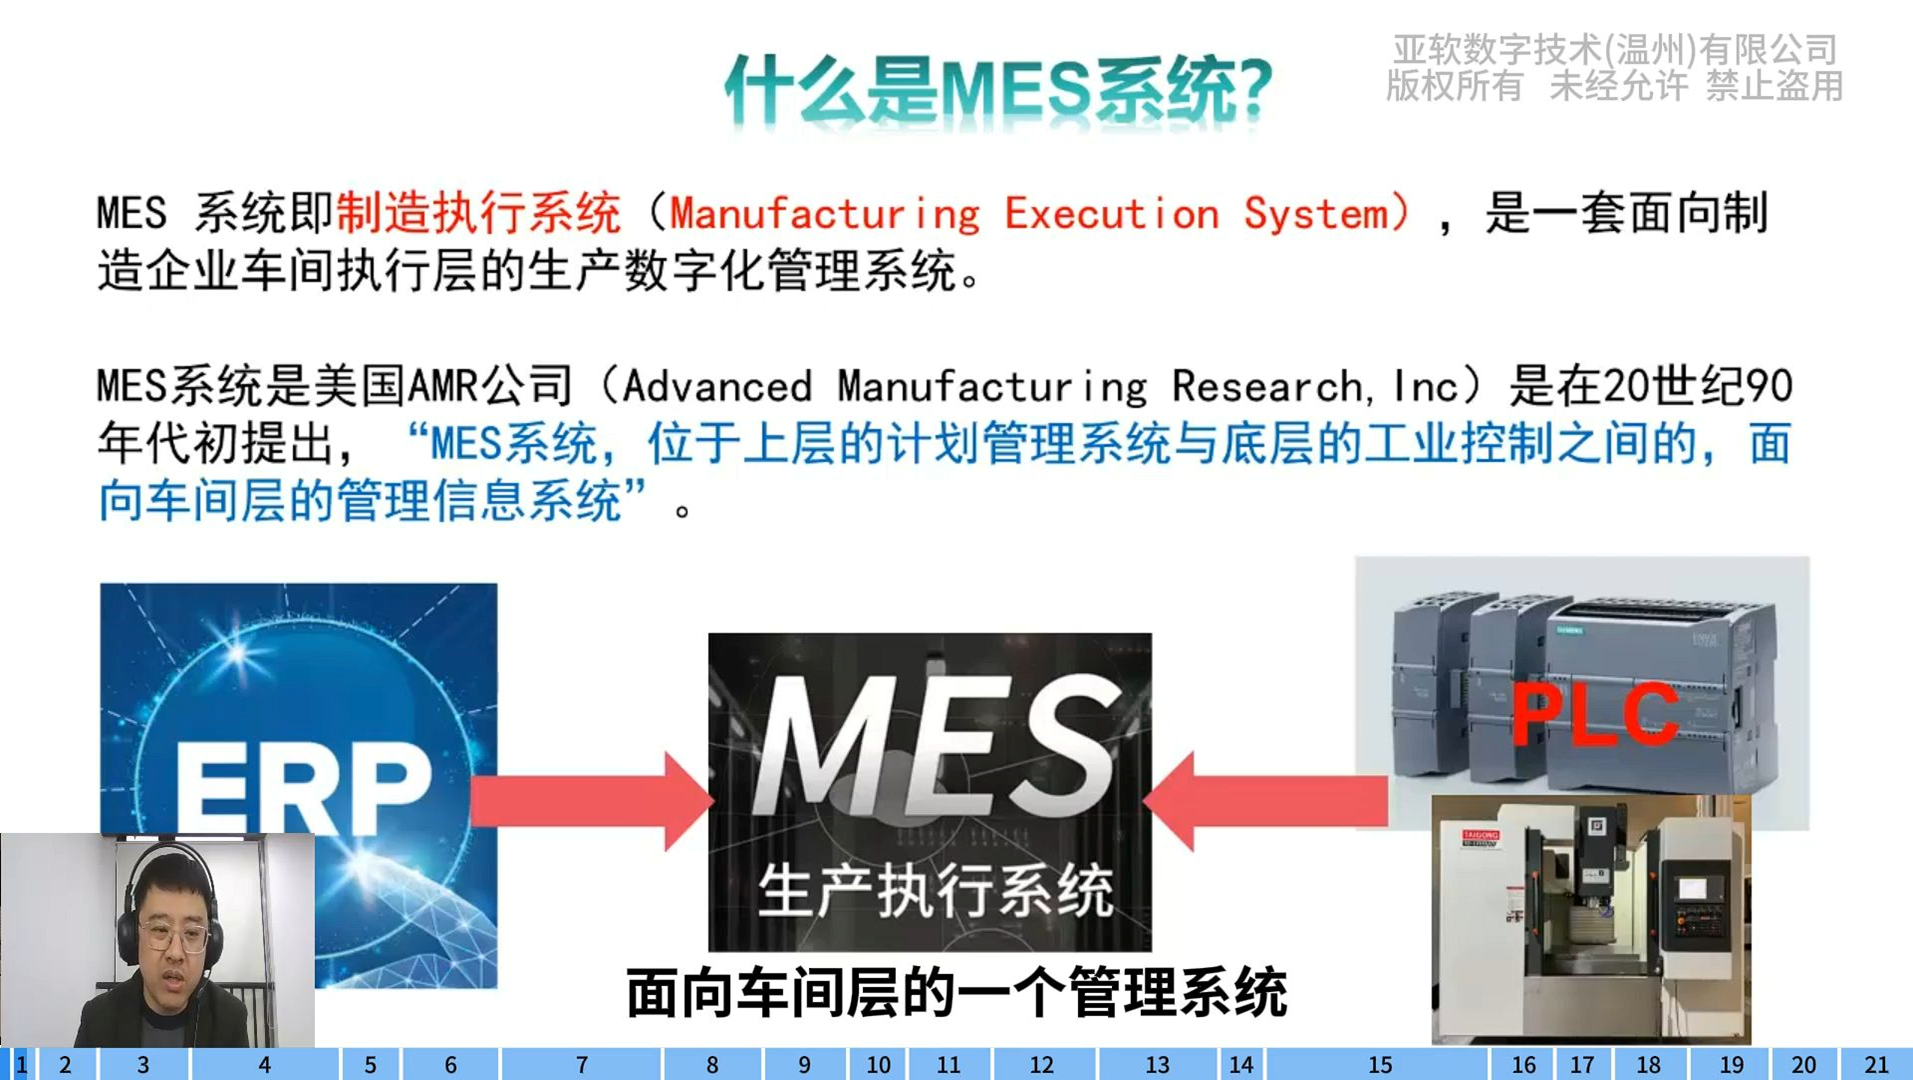 什么是MES系统?
亚软数字技术(温州)有限公司
版权所有 未经允许 禁止盗用
MES 系统即制造执行系统（Manufacturing Execution System），是一套面向制
造企业车间执行层的生产数字化管理系统。
MES系统是美国AMR公司（Advanced Manufacturing Research,Inc）是在20世纪90
年代初提出，“MES系统，位于上层的计划管理系统与底层的工业控制之间的，面
向车间层的管理信息系统”。
ERP
MES
生产执行系统
SIEMENS
PLC
TAIGONG
面向车间层的一个管理系统
1 2 3 4 5 6 7 8 9 10 11 12 13 14 15 16 17 18 19 20 21